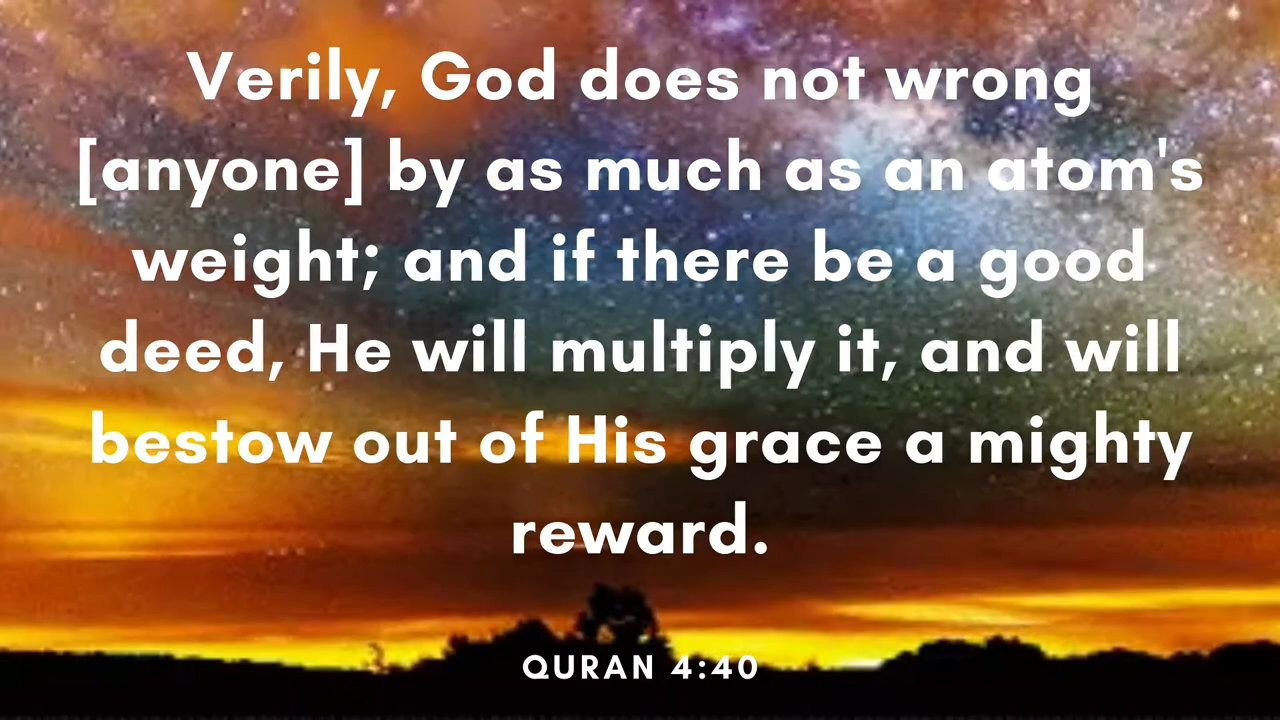 Verily, God does not wrong
[anyone] by as much as an atom's
weight; and if there be a good
deed, He will multiply it, and will
bestow out of His grace a mighty
reward.
QURAN 4:40